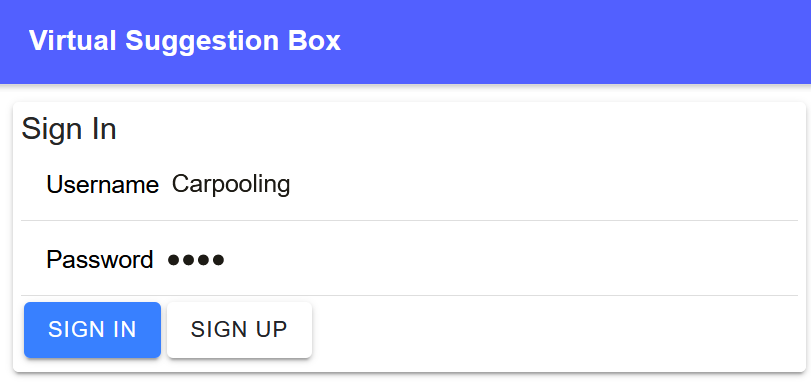 Virtual Suggestion Box
Sign In
Username Carpooling
Password ••••
SIGN IN SIGN UP